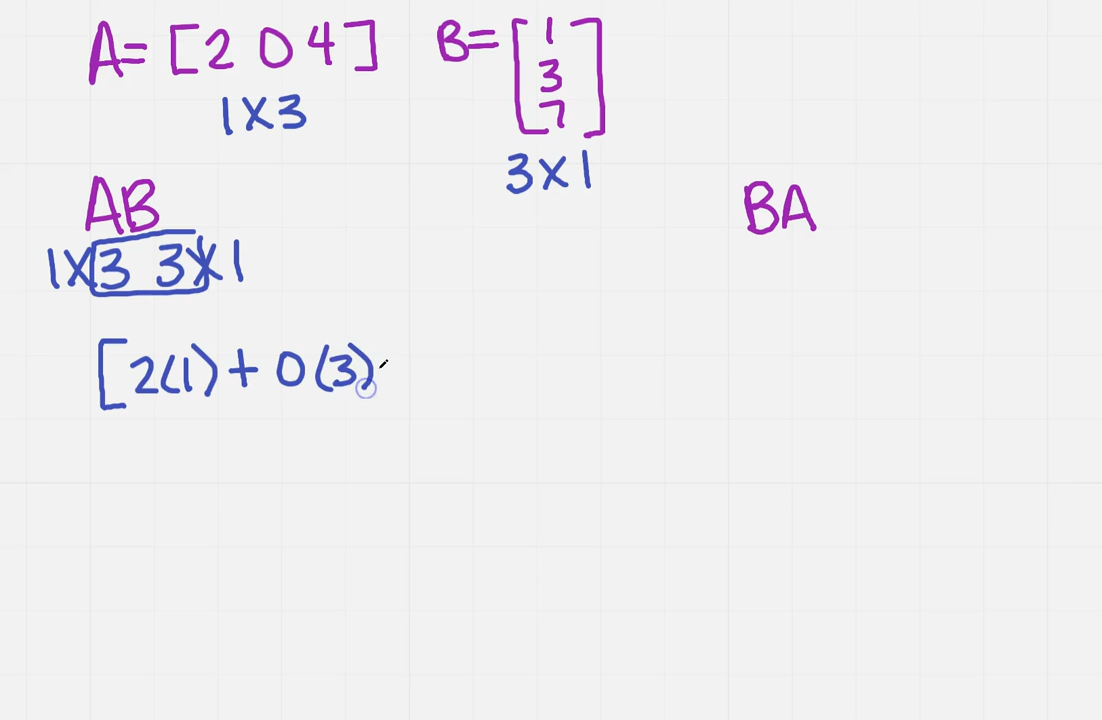 A= [2 0 4] B= [1
3
7]
1x3
3x1
AB
BA
1x3 3x1
[2(1) + 0(3)